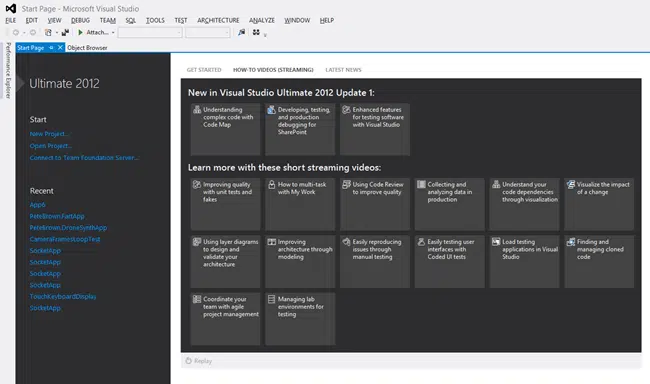 Start Page - Microsoft Visual Studio
FILE EDIT VIEW DEBUG TEAM SQL TOOLS TEST ARCHITECTURE ANALYZE WINDOW HELP
Attach...
Performance Explorer
Start Page
Object Browser
Ultimate 2012
Start
New Project...
Open Project...
Connect to Team Foundation Server...
Recent
App6
PeteBrown.FartApp
PeteBrown.DroneSynthApp
CameraFramesLoopTest
SocketApp
SocketApp
SocketApp
SocketApp
TouchKeyboardDisplay
SocketApp
GET STARTED HOW-TO VIDEOS (STREAMING) LATEST NEWS
New in Visual Studio Ultimate 2012 Update 1:
Understanding
complex code with
Code Map
Developing, testing,
and production
debugging for
SharePoint
Enhanced features
for testing software
with Visual Studio
Learn more with these short streaming videos:
Improving quality
with unit tests and
fakes
How to multi-task
with My Work
Using Code Review
to improve quality
Collecting and
analyzing data in
production
Understand your
code dependencies
through visualization
Visualize the impact
of a change
Using layer diagrams
to design and
validate your
architecture
Improving
architecture through
modeling
Easily reproducing
issues through
manual testing
Easily testing user
interfaces with
Coded UI tests
Load testing
applications in Visual
Studio
Finding and
managing cloned
code
Coordinate your
team with agile
project management
Managing lab
environments for
testing
Replay